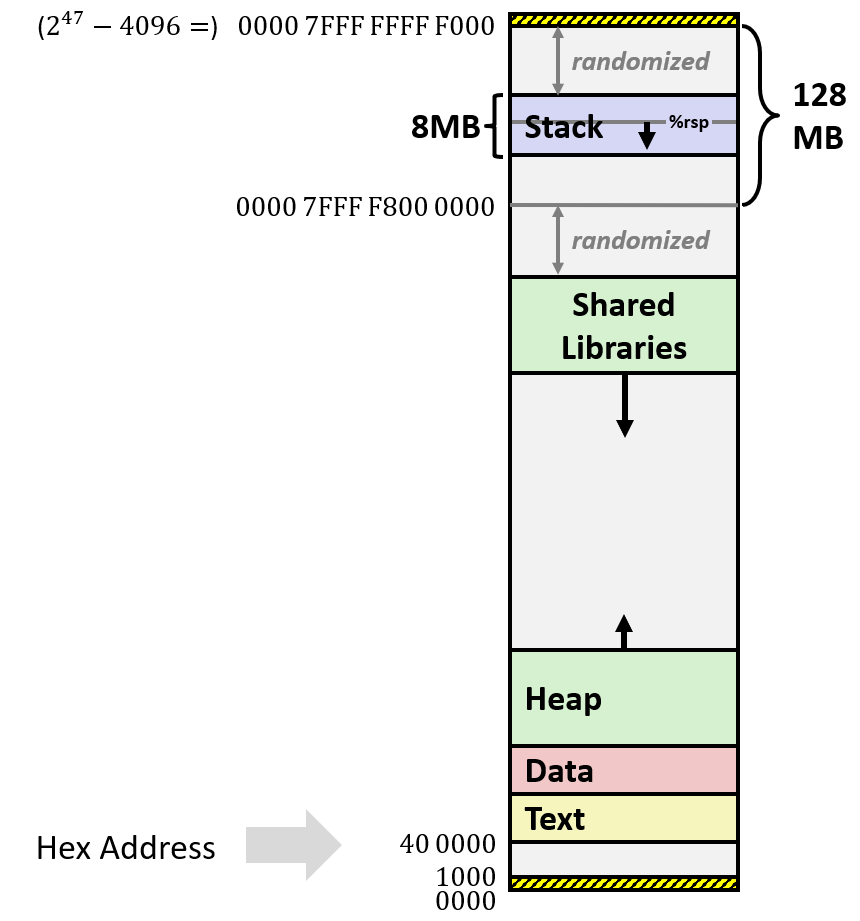 (2^47 − 4096 =) 0000 7FFF FFFF F000
randomized
128
MB
8MB
Stack
%rsp
0000 7FFF F800 0000
randomized
Shared
Libraries
Heap
Data
Text
Hex Address
40 0000
1000
0000